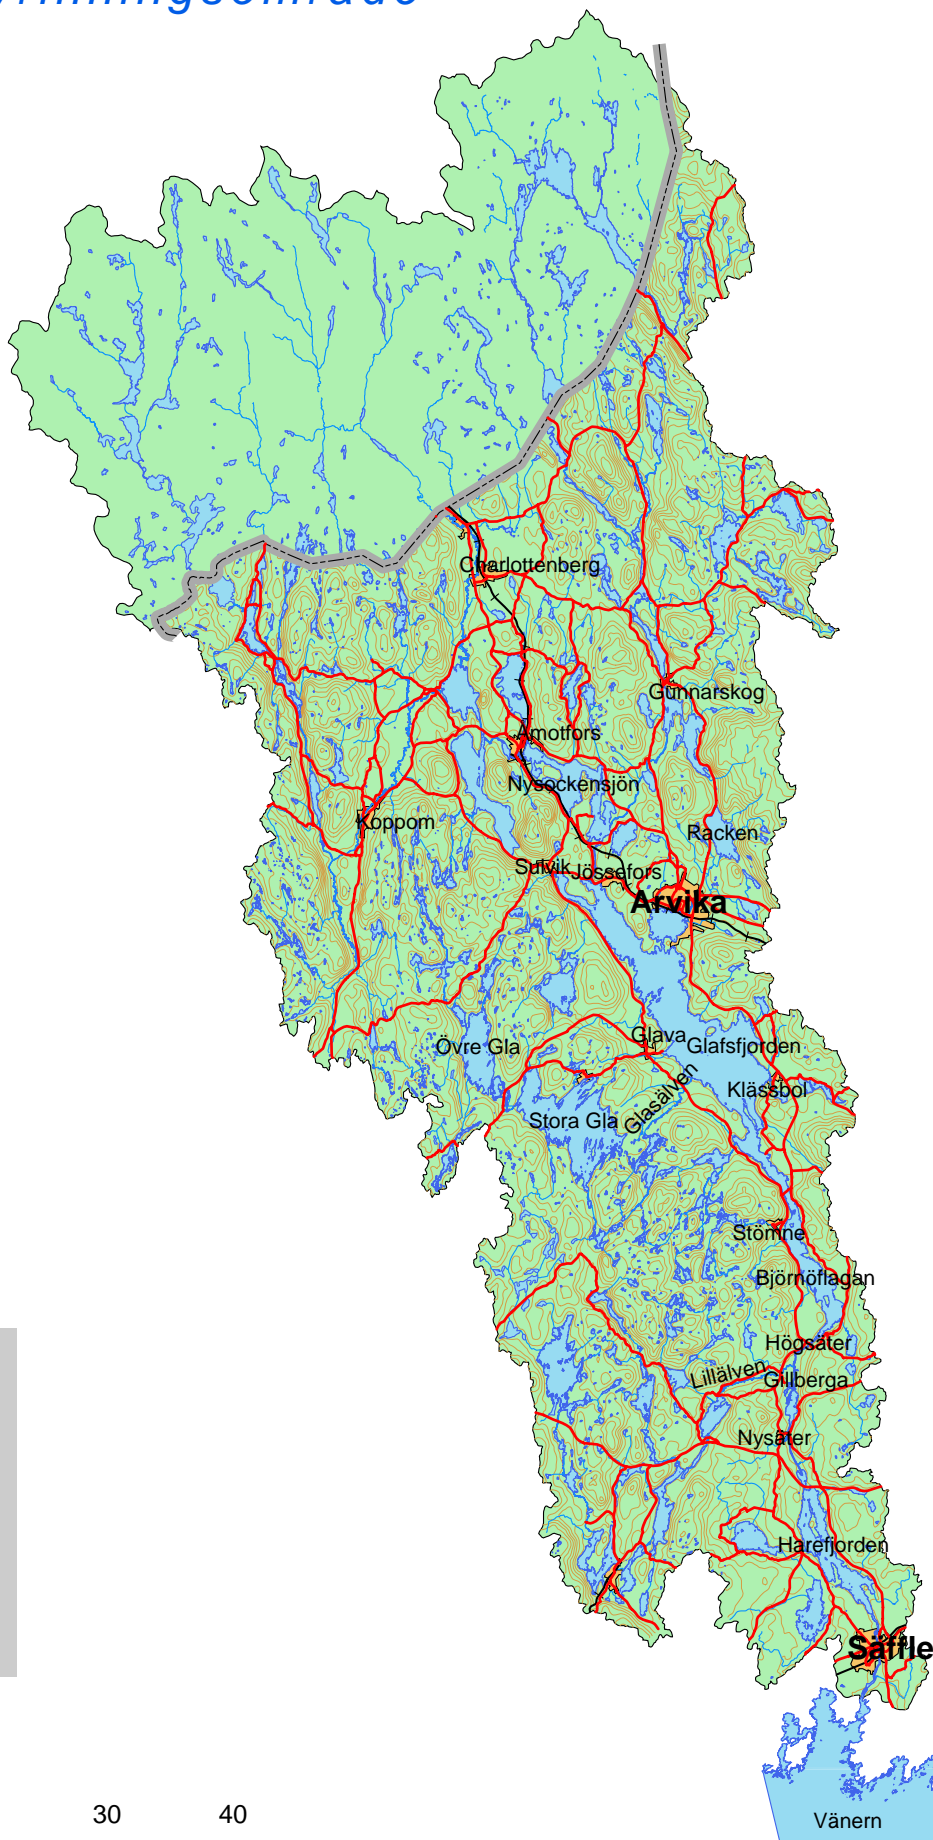 Charlottenberg
Gunnarskog
Åmotfors
Nysockensjön
Koppom
Racken
Sulvik
Jössefors
Arvika
Glava
Övre Gla
Glafsfjorden
Klässbol
Glasälven
Stora Gla
Stömne
Björnöflagan
Högsäter
Lillälven
Gillberga
Nysäter
Harefjorden
Säffle
30 40
Vänern